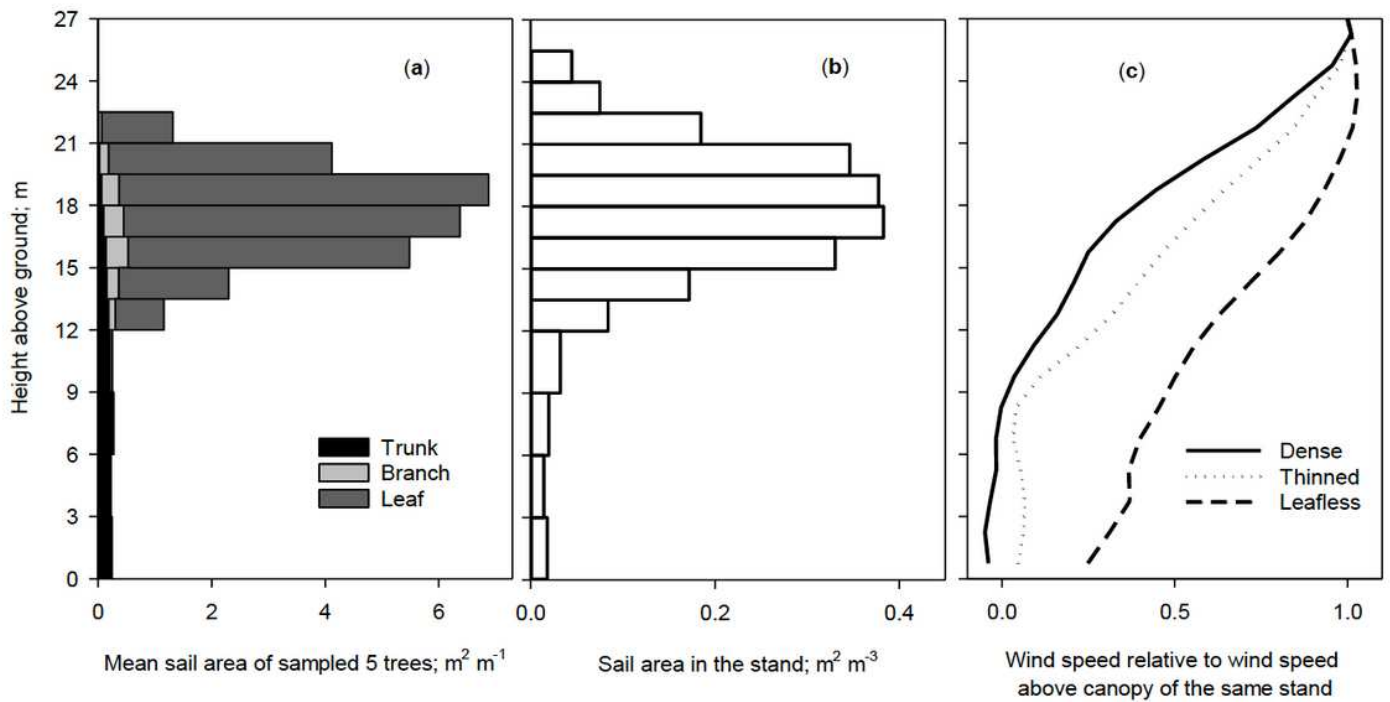 27
24
21
18
15
12
9
6
3
0
Height above ground; m
(a)
Trunk
Branch
Leaf
0 2 4 6
Mean sail area of sampled 5 trees; m² m⁻¹
(b)
0.0 0.2 0.4
Sail area in the stand; m² m⁻³
(c)
Dense
Thinned
Leafless
0.0 0.5 1.0
Wind speed relative to wind speed
above canopy of the same stand